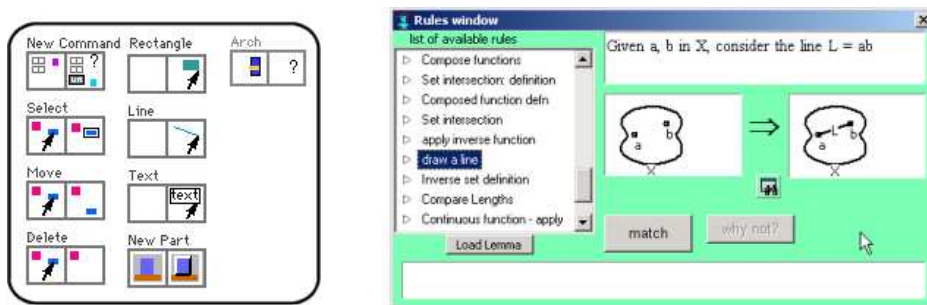 New Command Rectangle Arch
?
?
Select Line
Move Text
text
Delete New Part
Rules window
list of available rules
Compose functions
Set intersection: definition
Composed function defn
Set intersection
apply inverse function
draw a line
Inverse set definition
Compare Lengths
Continuous function - apply
Load Lemma
Given a, b in X, consider the line L = ab
a b
X
⇒
a L b
X
match why not?